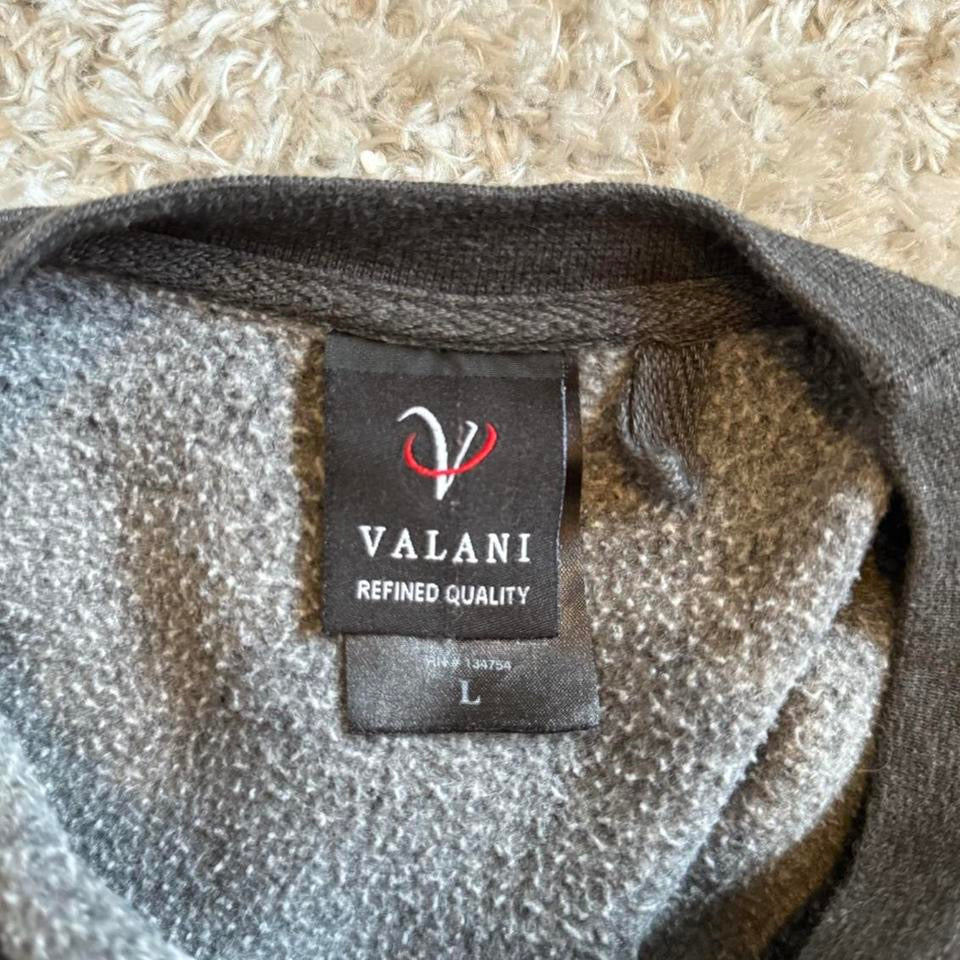 VALANI
REFINED QUALITY
RN # 134754
L